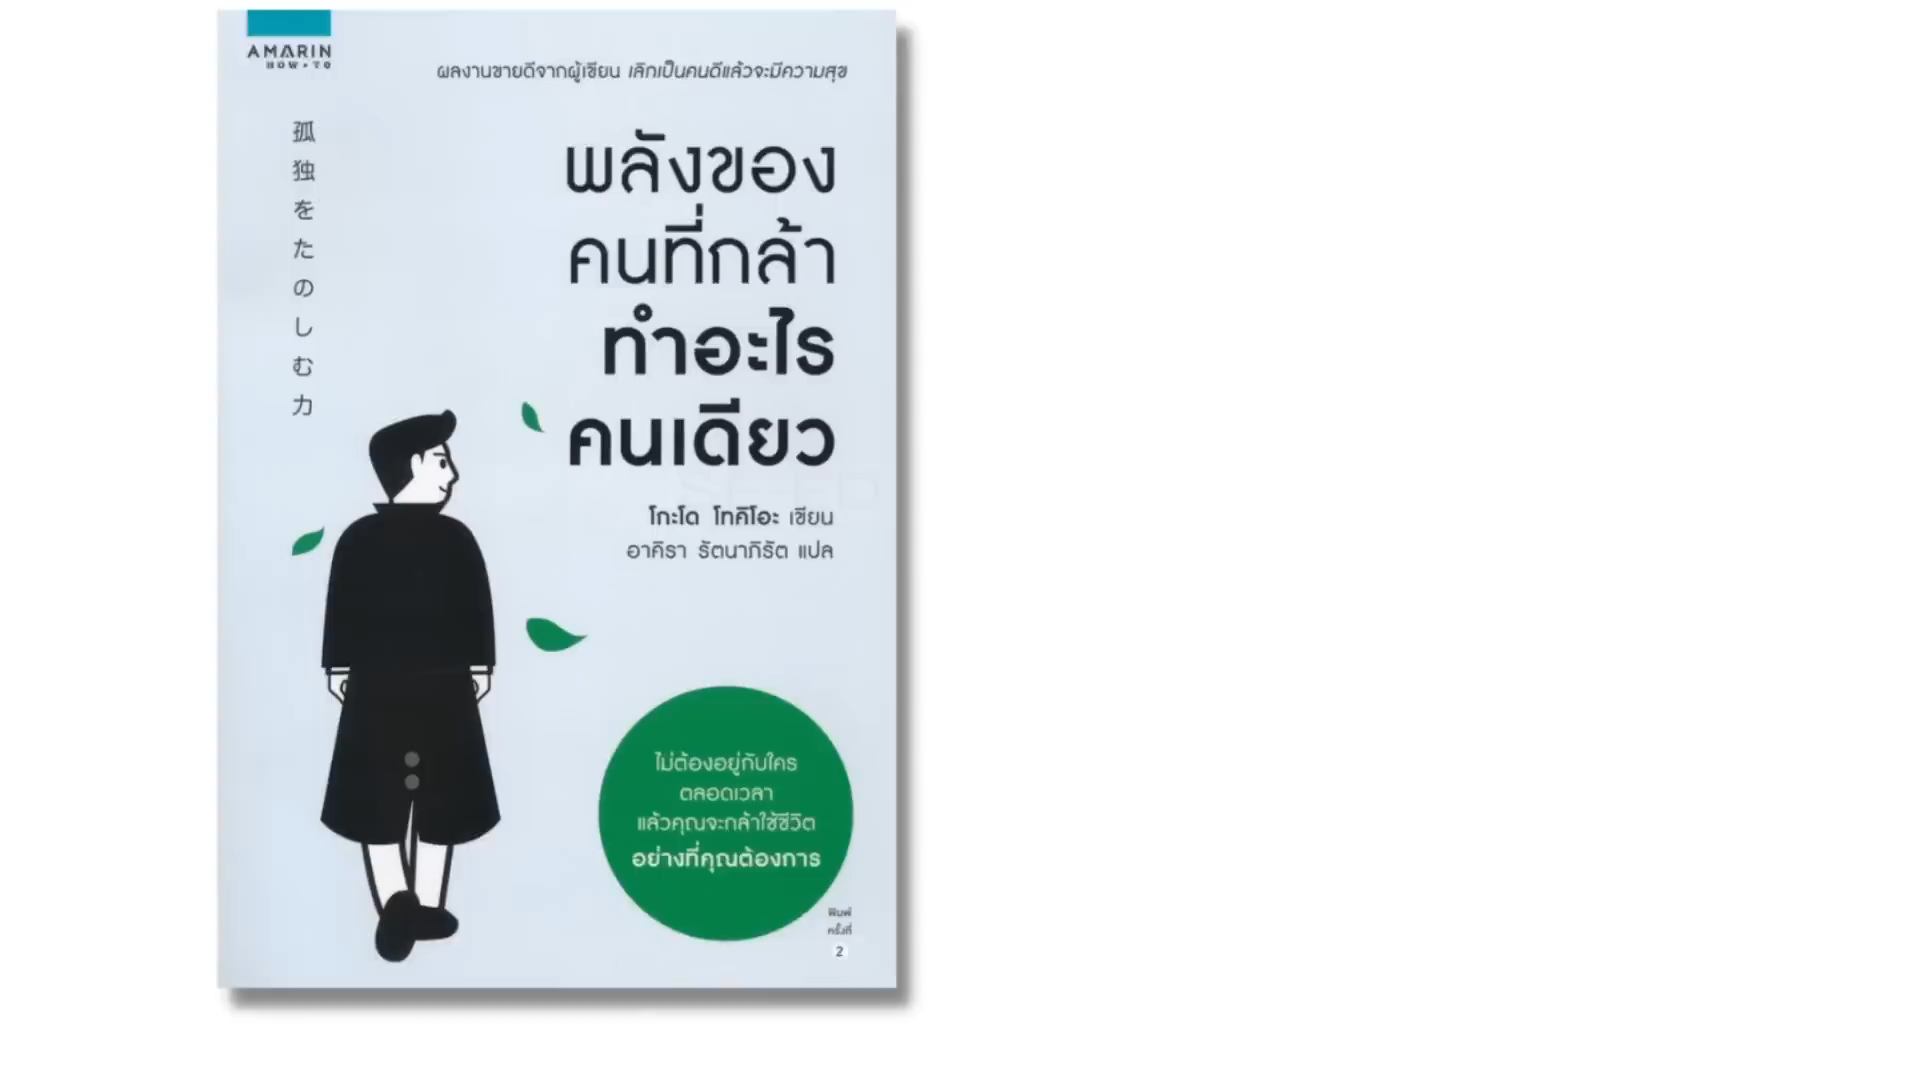 AMARIN
HOW • TO
ผลงานขายดีจากผู้เขียน เลิกเป็นคนดีแล้วจะมีความสุข
孤独をたのしむ力
พลังของ
คนที่กล้า
ทำอะไร
คนเดียว
SE-ED
โกะโด โทคิโอะ เขียน
อาคิรา รัตนาภิรัต แปล
ไม่ต้องอยู่กับใคร
ตลอดเวลา
แล้วคุณจะกล้าใช้ชีวิต
อย่างที่คุณต้องการ
พิมพ์
ครั้งที่
2